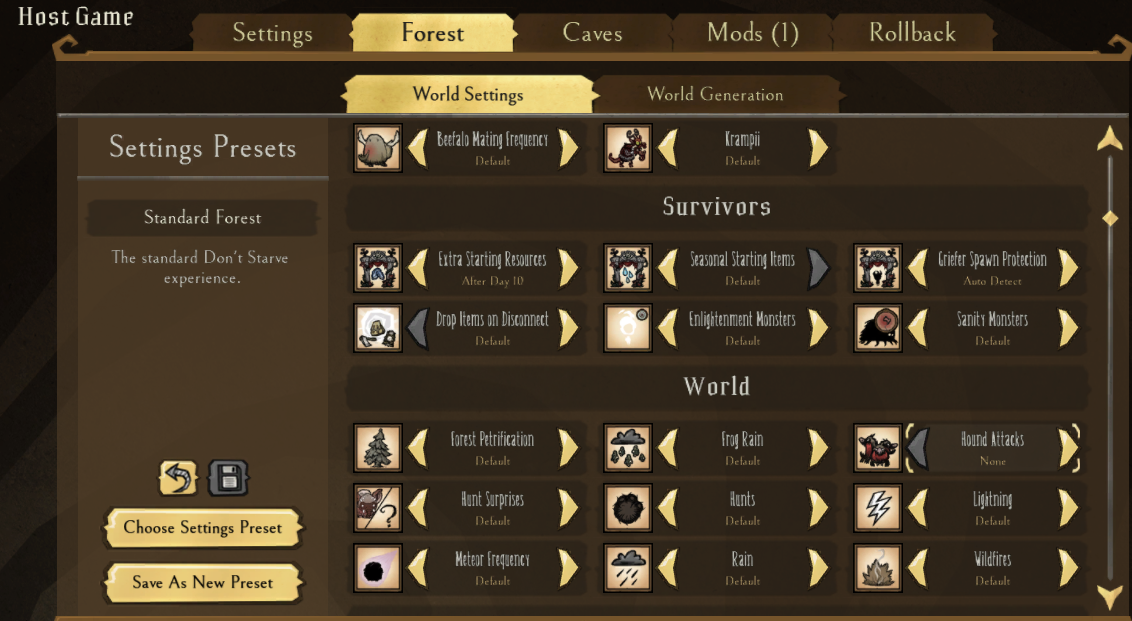 Host Game
Settings
Forest
Caves
Mods (1)
Rollback
World Settings
World Generation
Settings Presets
Standard Forest
The standard Don't Starve
experience.
Choose Settings Preset
Save As New Preset
Beefalo Mating Frequency
Default
Krampii
Default
Survivors
Extra Starting Resources
After Day 10
Seasonal Starting Items
Default
Griefer Spawn Protection
Auto Detect
Drop Items on Disconnect
Default
Enlightenment Monsters
Default
Sanity Monsters
Default
World
Forest Petrification
Default
Frog Rain
Default
Hound Attacks
None
Hunt Surprises
Default
Hunts
Default
Lightning
Default
Meteor Frequency
Default
Rain
Default
Wildfires
Default